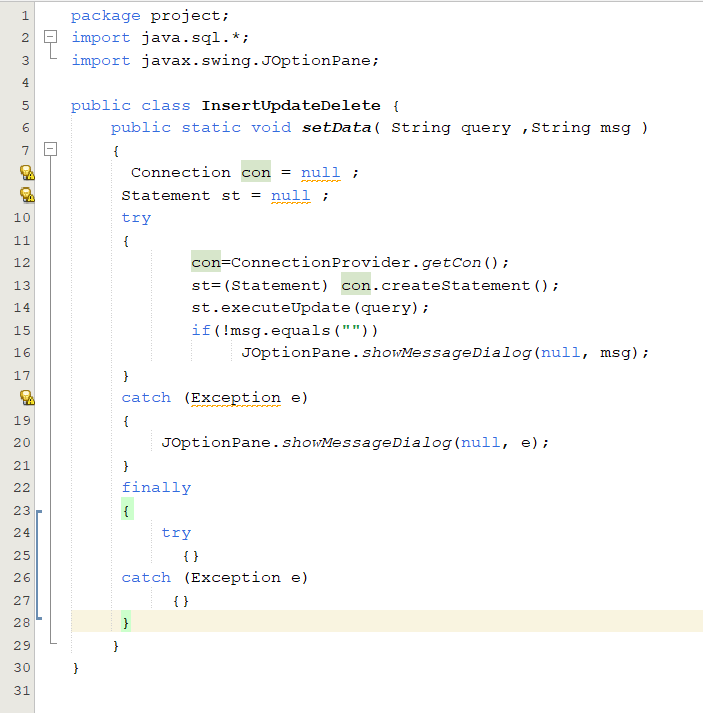 1 package project;
2 import java.sql.*;
3 import javax.swing.JOptionPane;
4
5 public class InsertUpdateDelete {
6 public static void setData( String query ,String msg )
7 {
Connection con = null ;
Statement st = null ;
10 try
11 {
12 con=ConnectionProvider.getCon();
13 st=(Statement) con.createStatement();
14 st.executeUpdate(query);
15 if(!msg.equals(""))
16 JOptionPane.showMessageDialog(null, msg);
17 }
catch (Exception e)
19 {
20 JOptionPane.showMessageDialog(null, e);
21 }
22 finally
23 {
24 try
25 {}
26 catch (Exception e)
27 {}
28 }
29 }
30 }
31